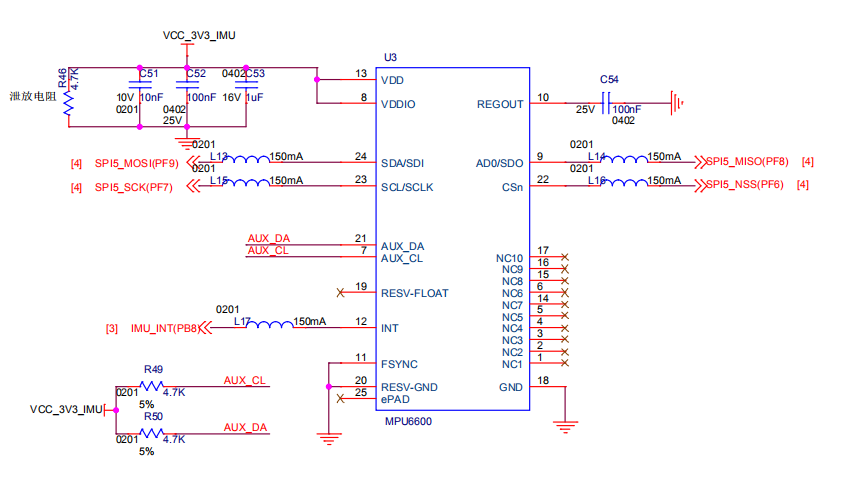 VCC_3V3_IMU
U3
R46
4.7K
泄放电阻
C51
10V 10nF
0201
C52
100nF
0402
25V
0402 C53
16V 1uF
13 VDD
8 VDDIO
REGOUT 10
C54
25V 100nF
0402
[4] SPI5_MOSI(PF9)
0201
L13 150mA
24 SDA/SDI
[4] SPI5_SCK(PF7)
0201
L15 150mA
23 SCL/SCLK
AD0/SDO 9
0201
L14 150mA
SPI5_MISO(PF8) [4]
CSn 22
0201
L16 150mA
SPI5_NSS(PF6) [4]
AUX_DA 21 AUX_DA
AUX_CL 7 AUX_CL
19 RESV-FLOAT
NC10 17
NC9 16
NC8 15
NC6 6
NC7 14
NC5 5
NC4 4
NC3 3
NC2 2
NC1 1
[3] IMU_INT(PB8)
0201
L17 150mA
12 INT
11 FSYNC
20 RESV-GND
25 ePAD
GND 18
MPU6600
VCC_3V3_IMU
R49
0201 4.7K
5%
AUX_CL
R50
0201 4.7K
5%
AUX_DA